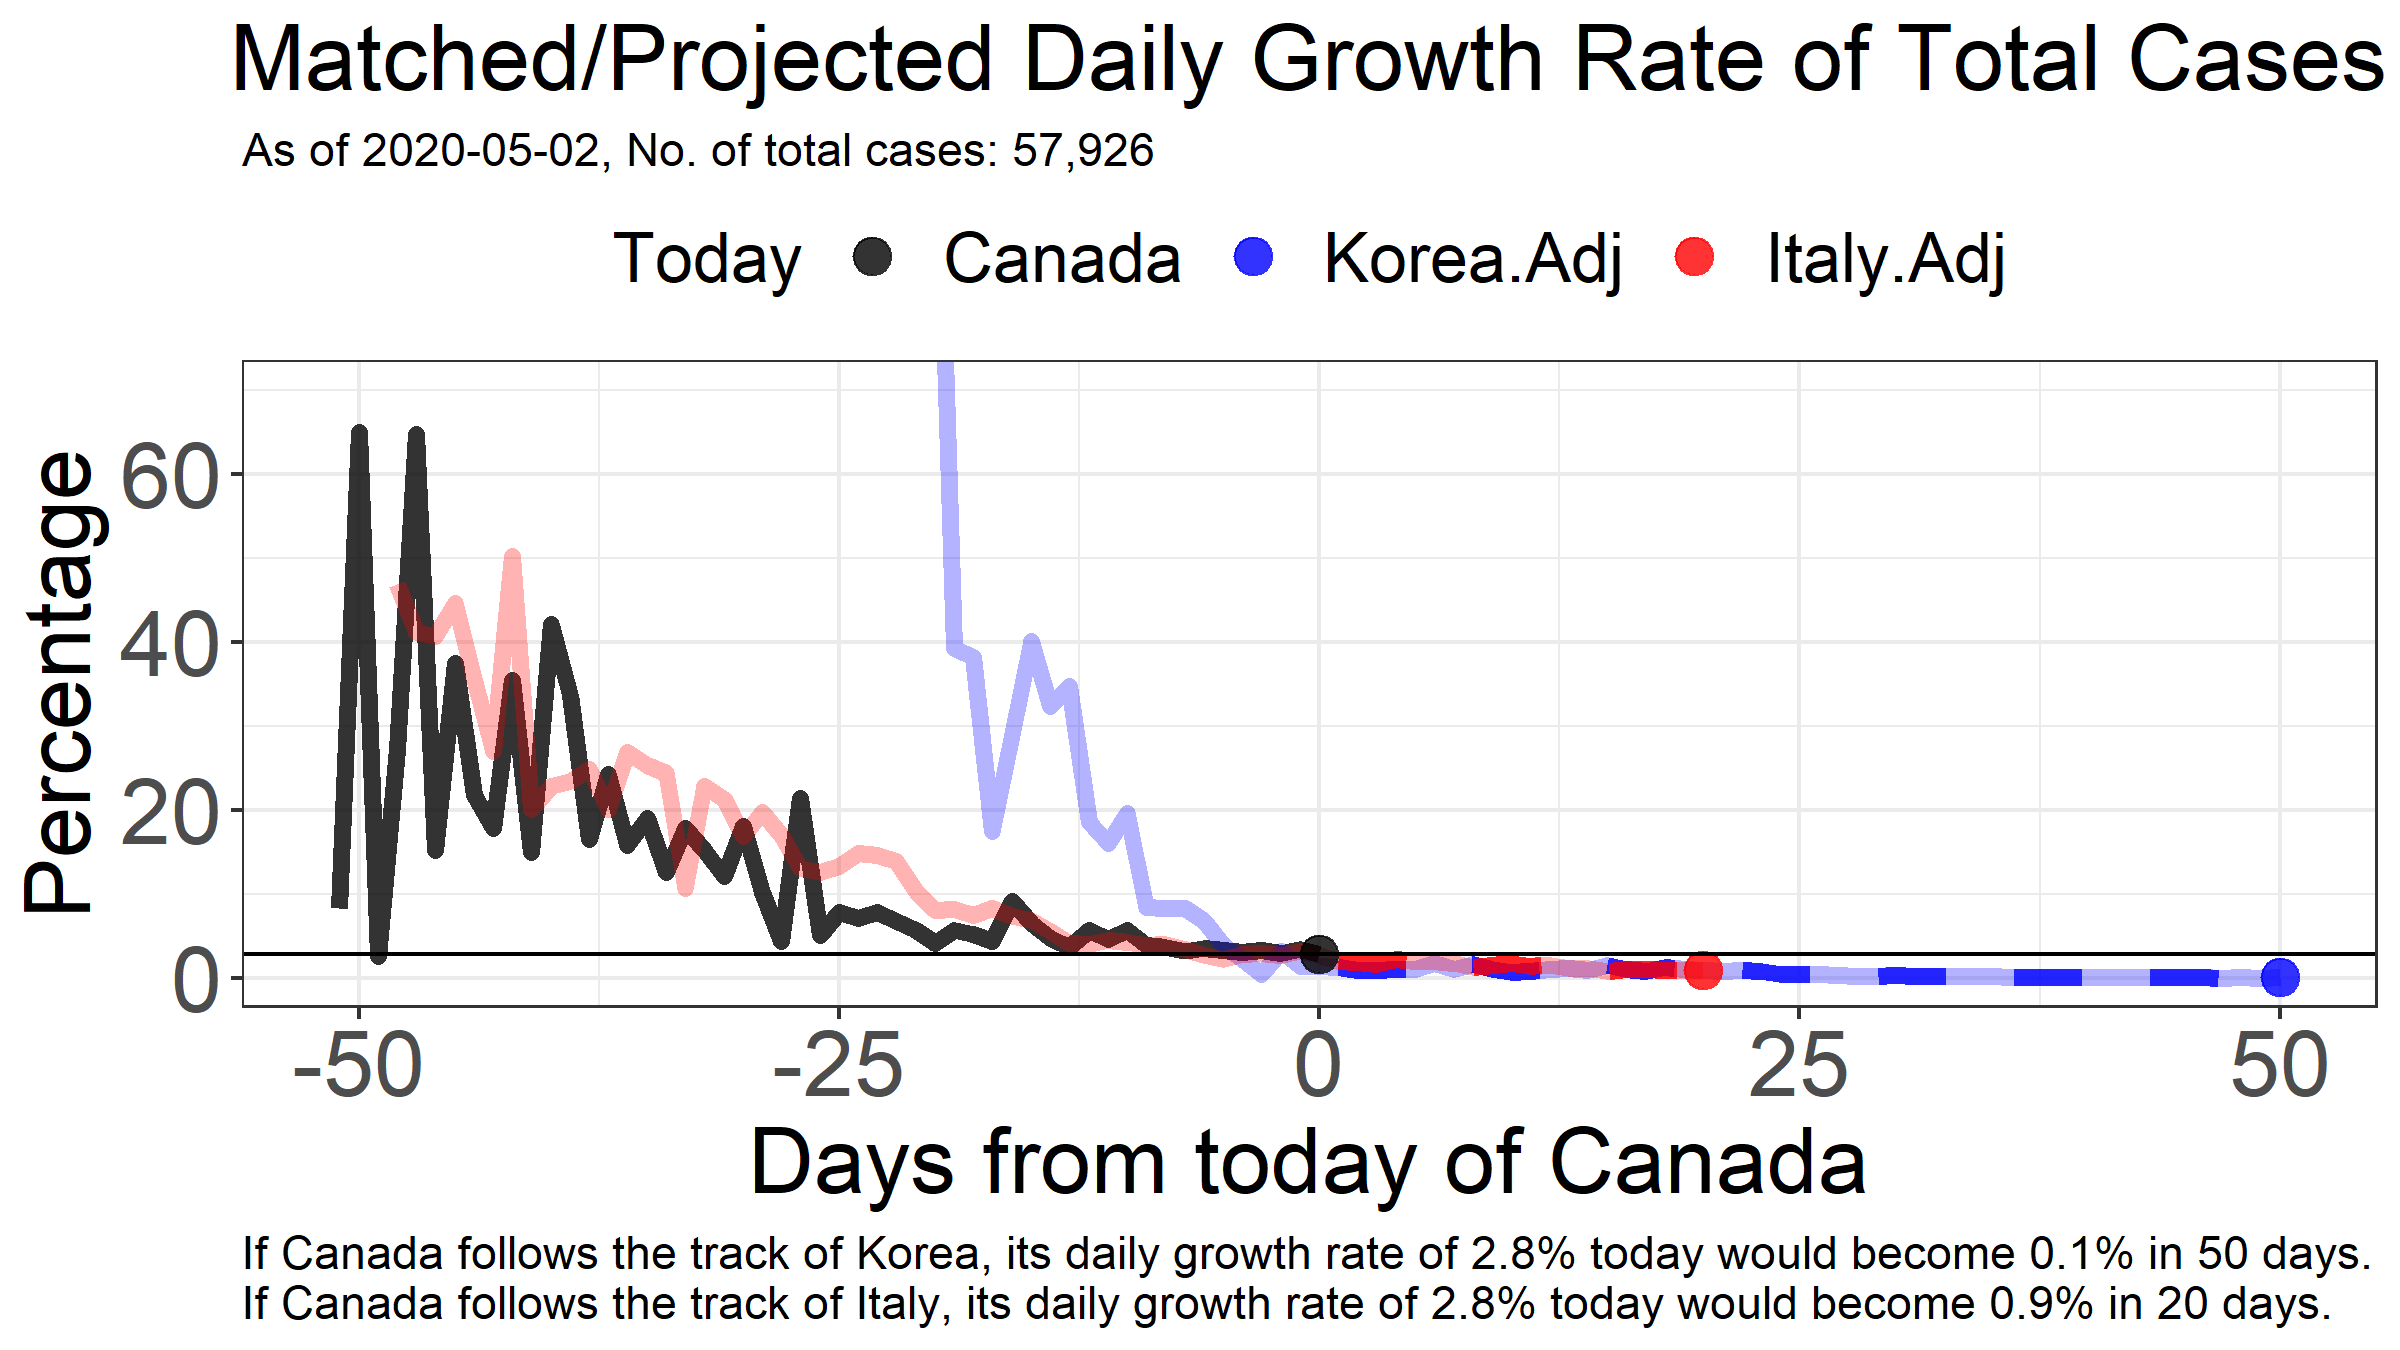 Matched/Projected Daily Growth Rate of Total Cases
As of 2020-05-02, No. of total cases: 57,926
Today Canada Korea.Adj Italy.Adj
Percentage
60
40
20
0
-50 -25 0 25 50
Days from today of Canada
If Canada follows the track of Korea, its daily growth rate of 2.8% today would become 0.1% in 50 days.
If Canada follows the track of Italy, its daily growth rate of 2.8% today would become 0.9% in 20 days.